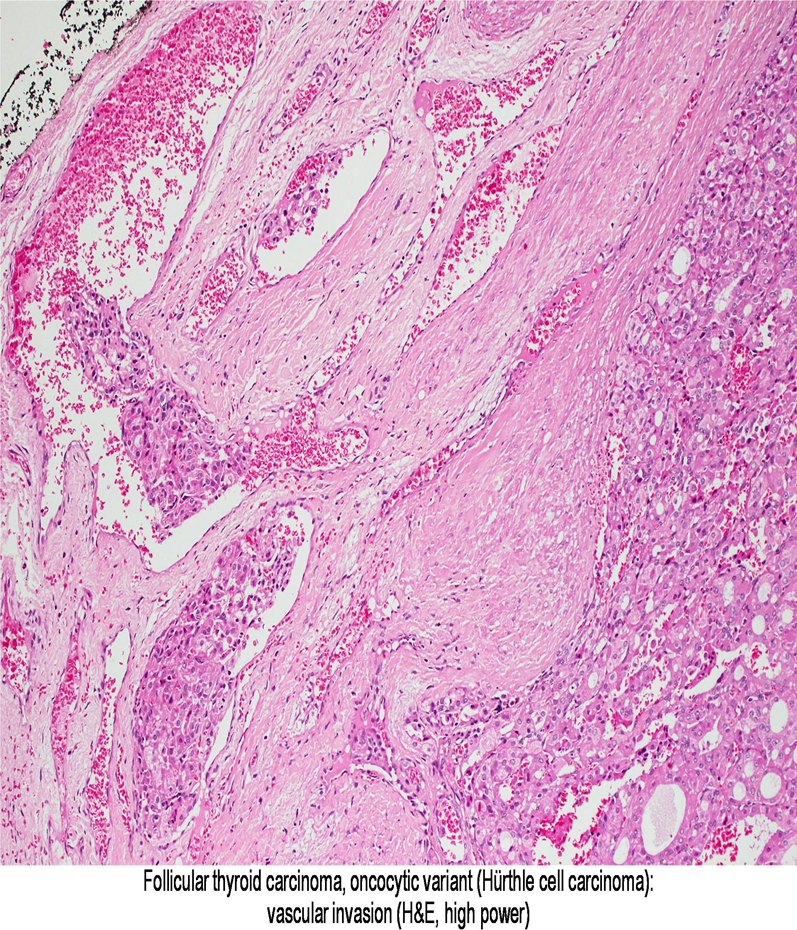 Follicular thyroid carcinoma, oncocytic variant (Hürthle cell carcinoma):
vascular invasion (H&E, high power)